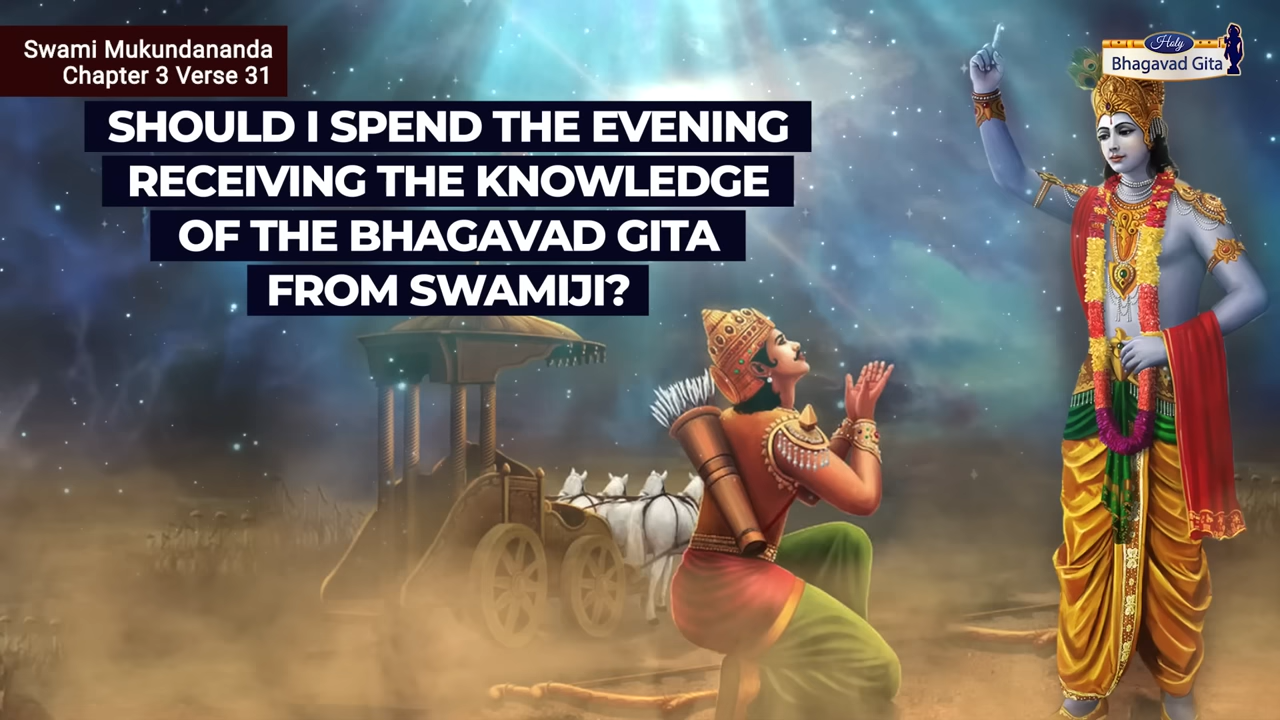 Swami Mukundananda
Chapter 3 Verse 31
Holy
Bhagavad Gita
SHOULD I SPEND THE EVENING
RECEIVING THE KNOWLEDGE
OF THE BHAGAVAD GITA
FROM SWAMIJI?